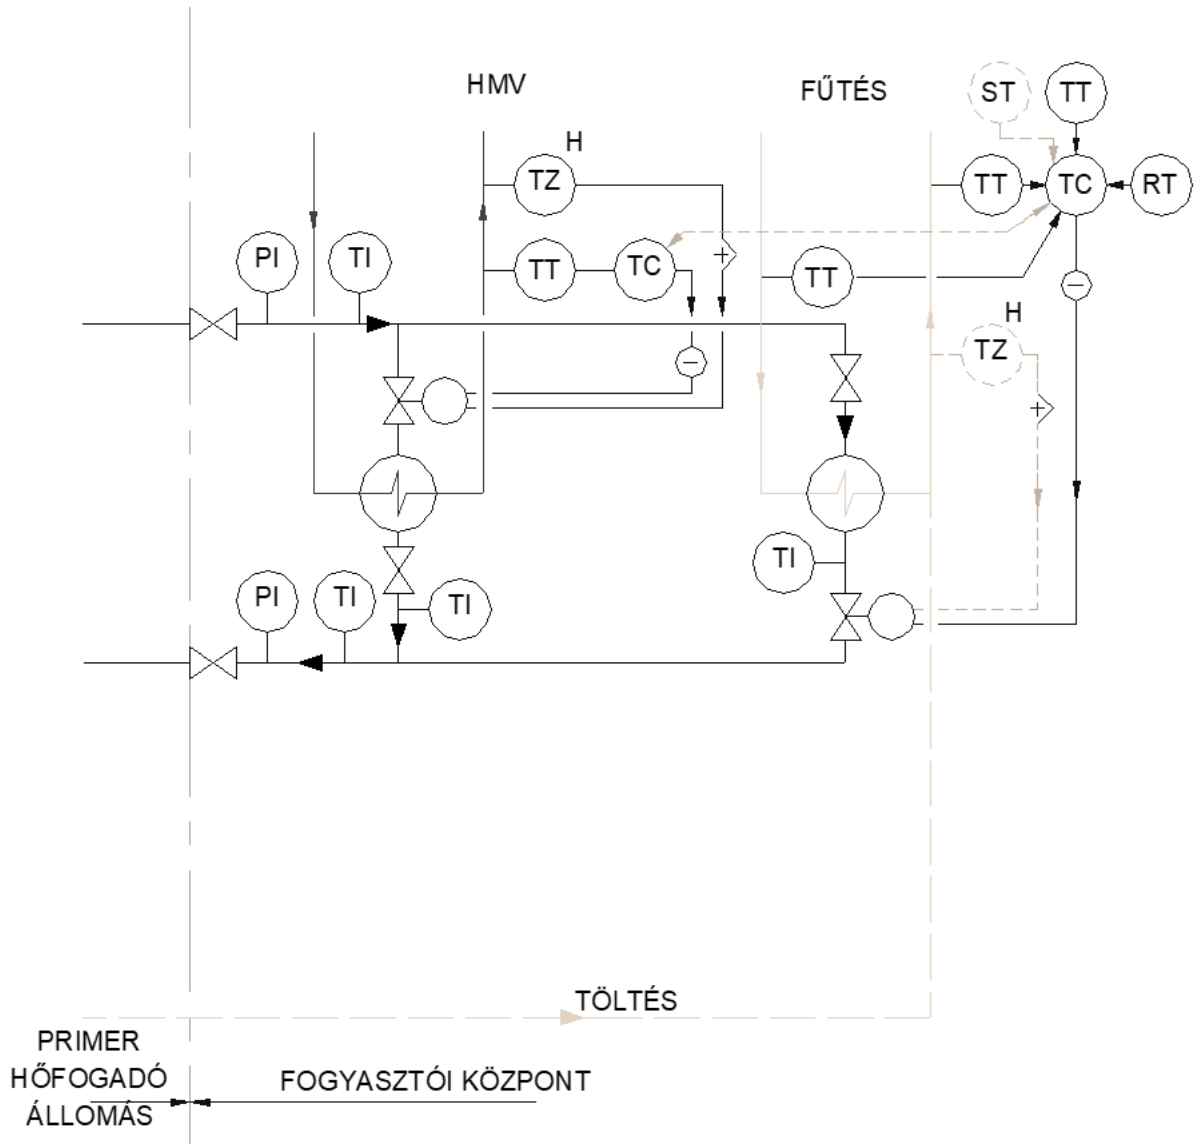 HMV
FŰTÉS
ST
TT
H
TZ
TT
TC
RT
PI
TI
TT
TC
TT
H
TZ
TI
PI
TI
TI
TÖLTÉS
PRIMER
HŐFOGADÓ
ÁLLOMÁS
FOGYASZTÓI KÖZPONT